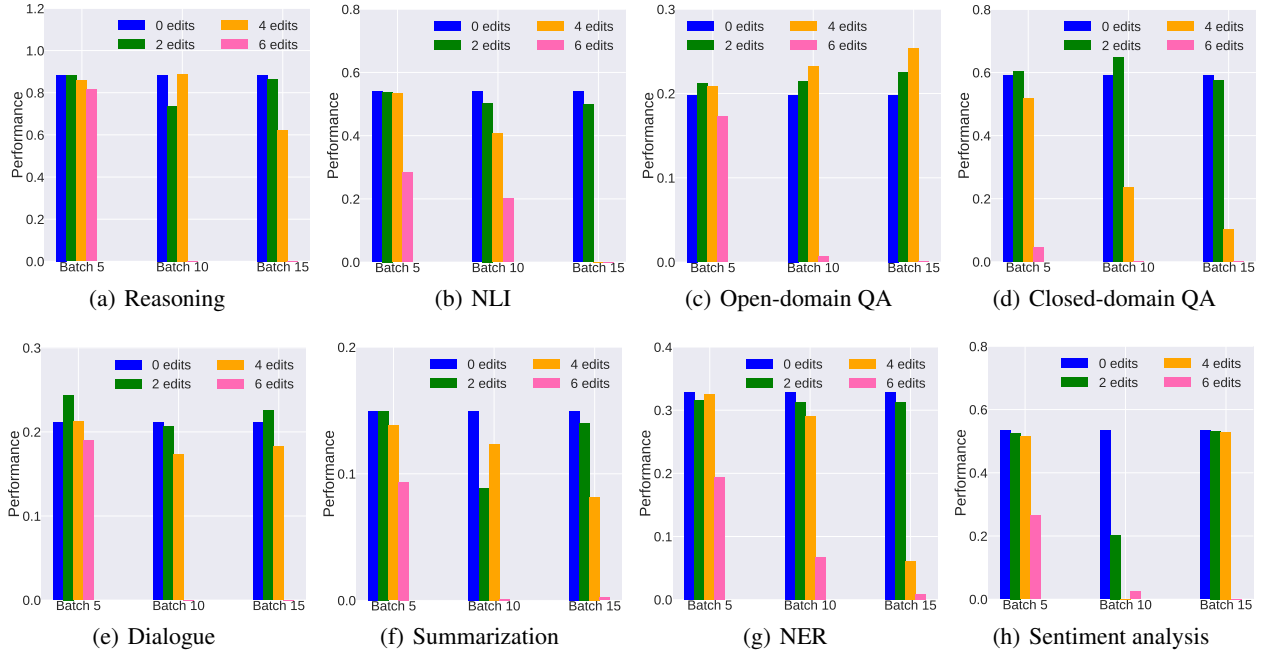 1.2
1.0
0.8
0.6
0.4
0.2
0.0
Performance
0 edits
2 edits
4 edits
6 edits
Batch 5
Batch 10
Batch 15
(a) Reasoning
0.8
0.6
0.4
0.2
0.0
Performance
0 edits
2 edits
4 edits
6 edits
Batch 5
Batch 10
Batch 15
(b) NLI
0.3
0.2
0.1
0.0
Performance
0 edits
2 edits
4 edits
6 edits
Batch 5
Batch 10
Batch 15
(c) Open-domain QA
0.8
0.6
0.4
0.2
0.0
Performance
0 edits
2 edits
4 edits
6 edits
Batch 5
Batch 10
Batch 15
(d) Closed-domain QA
0.3
0.2
0.1
0.0
Performance
0 edits
2 edits
4 edits
6 edits
Batch 5
Batch 10
Batch 15
(e) Dialogue
0.2
0.1
0.0
Performance
0 edits
2 edits
4 edits
6 edits
Batch 5
Batch 10
Batch 15
(f) Summarization
0.4
0.3
0.2
0.1
0.0
Performance
0 edits
2 edits
4 edits
6 edits
Batch 5
Batch 10
Batch 15
(g) NER
0.8
0.6
0.4
0.2
0.0
Performance
0 edits
2 edits
4 edits
6 edits
Batch 5
Batch 10
Batch 15
(h) Sentiment analysis